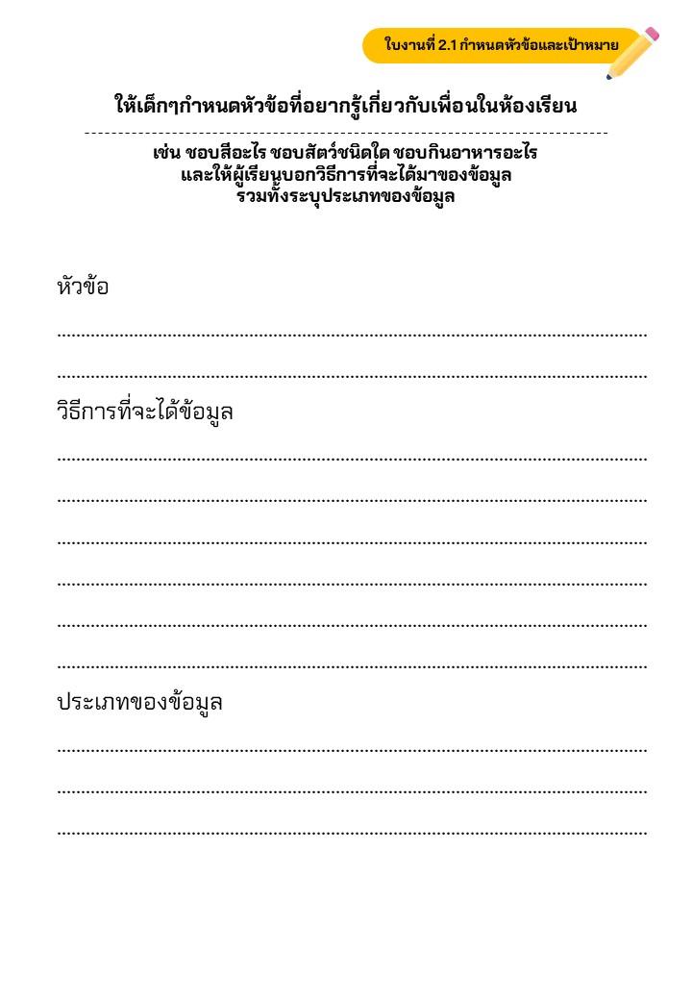 ใบงานที่ 2.1 กำหนดหัวข้อและเป้าหมาย
ให้เด็กๆกำหนดหัวข้อที่อยากรู้เกี่ยวกับเพื่อนในห้องเรียน
เช่น ชอบสีอะไร ชอบสัตว์ชนิดใด ชอบกินอาหารอะไร
และให้ผู้เรียนบอกวิธีการที่จะได้มาของข้อมูล
รวมทั้งระบุประเภทของข้อมูล
หัวข้อ
วิธีการที่จะได้ข้อมูล
ประเภทของข้อมูล